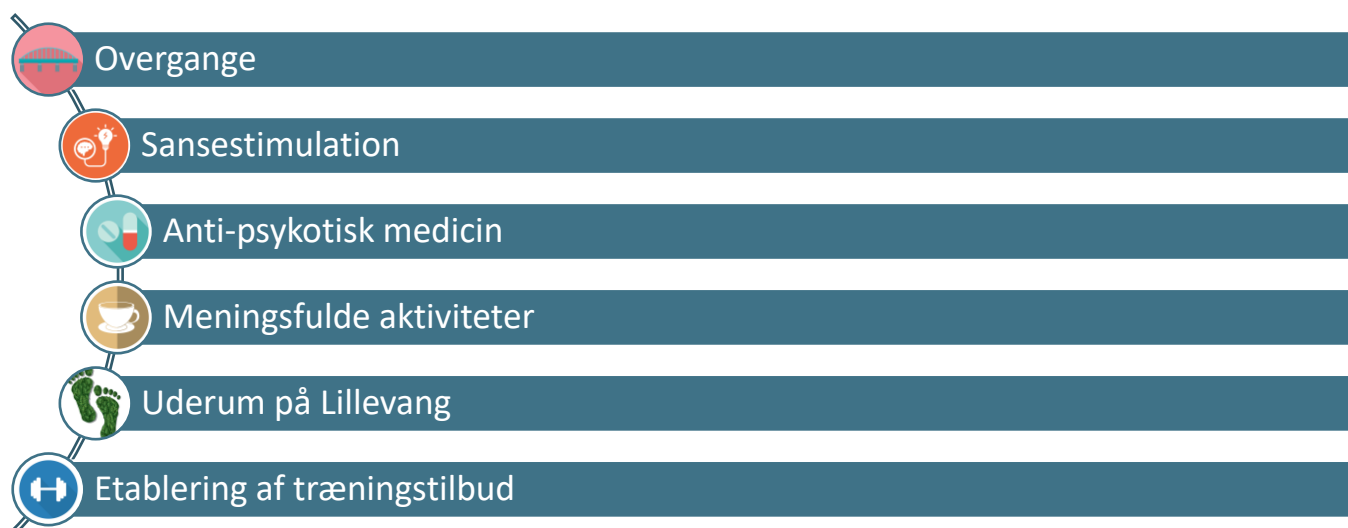 Overgange
Sansestimulation
Anti-psykotisk medicin
Meningsfulde aktiviteter
Uderum på Lillevang
Etablering af træningstilbud